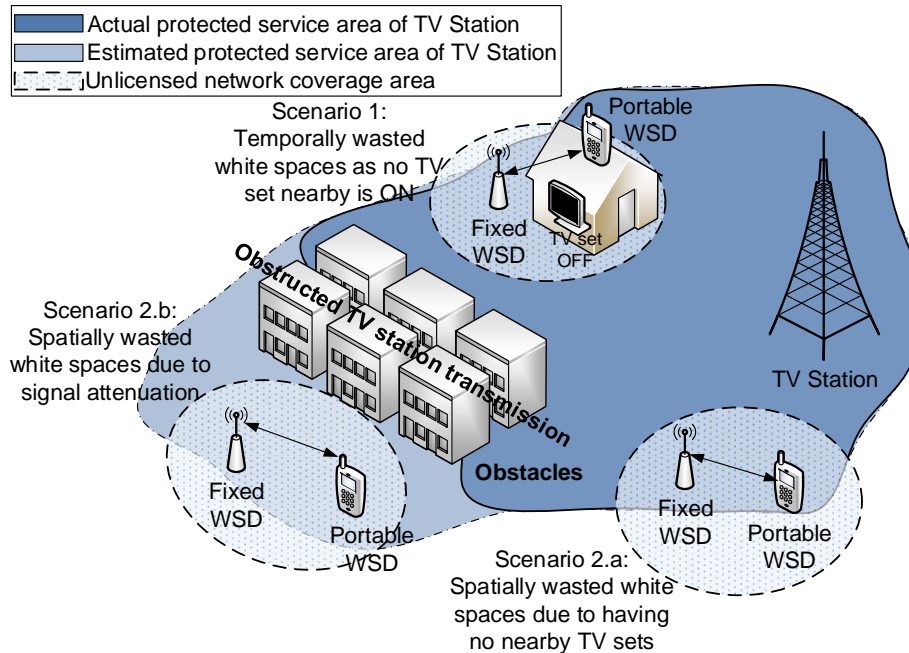 Actual protected service area of TV Station
Estimated protected service area of TV Station
Unlicensed network coverage area
Scenario 1:
Temporally wasted
white spaces as no TV
set nearby is ON
Portable
WSD
Fixed
WSD
TV set
OFF
Obstructed TV station transmission
Scenario 2.b:
Spatially wasted
white spaces due to
signal attenuation
TV Station
Obstacles
Fixed
WSD
Portable
WSD
Fixed
WSD
Portable
WSD
Scenario 2.a:
Spatially wasted white
spaces due to having
no nearby TV sets